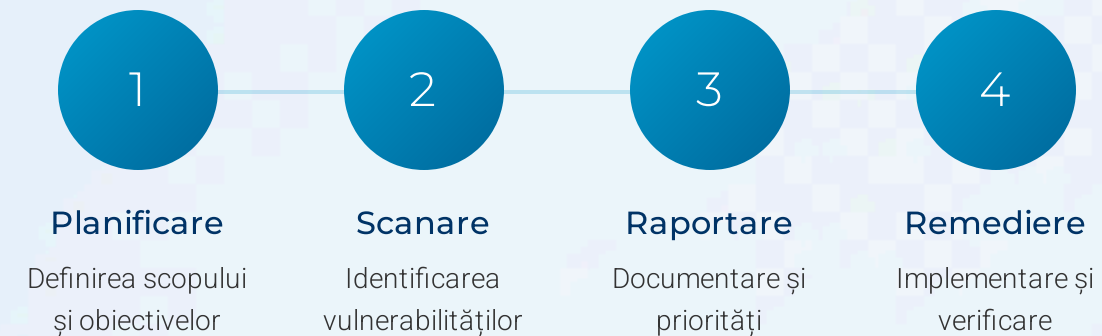 1
2
3
4
Planificare
Scanare
Raportare
Remediere
Definirea scopului
și obiectivelor
Identificarea
vulnerabilităților
Documentare și
priorități
Implementare și
verificare